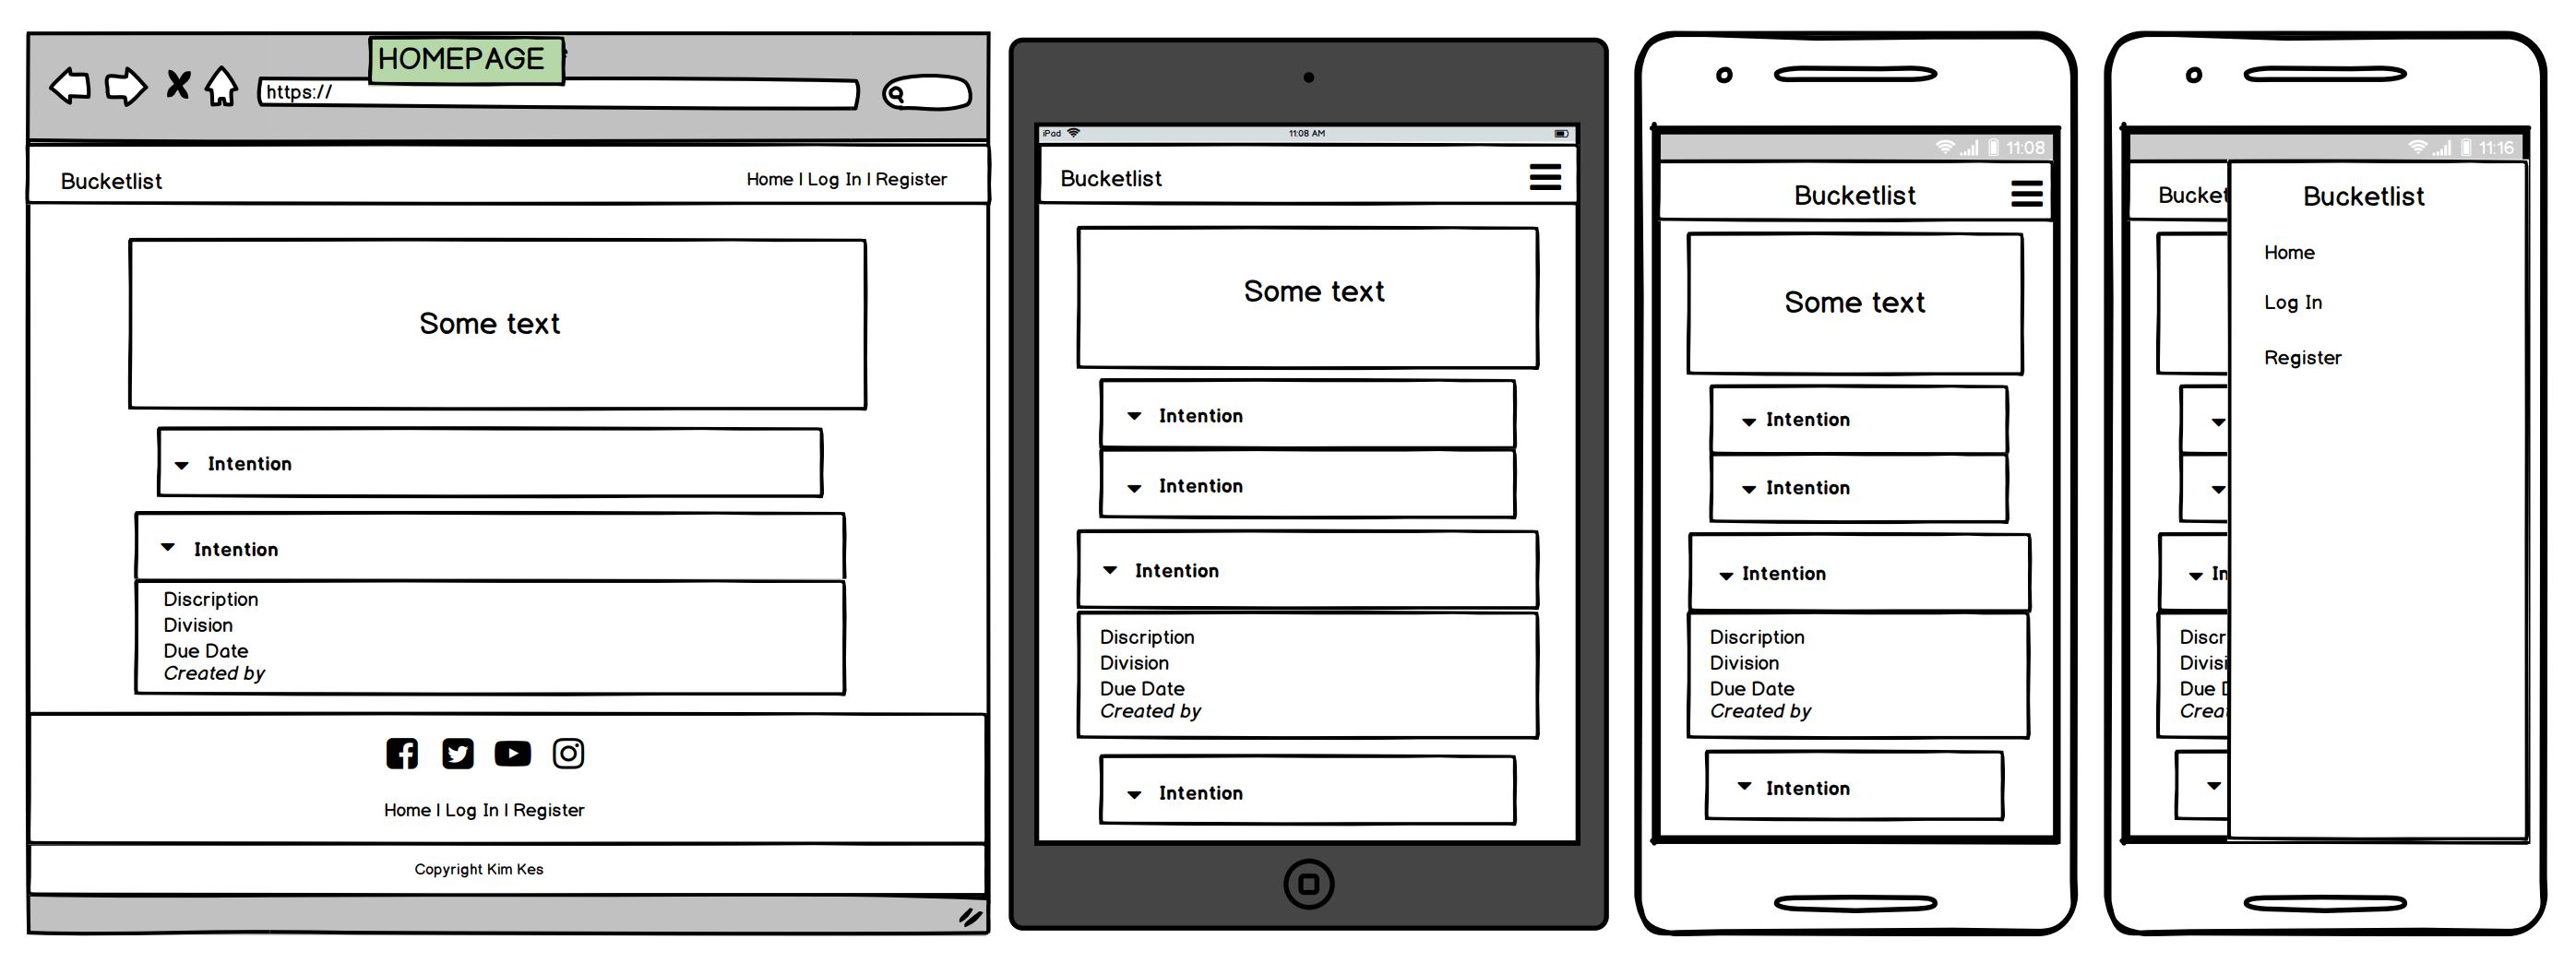 HOMEPAGE
https://
Bucketlist
Home | Log In | Register
Some text
Intention
Intention
Discription
Division
Due Date
Created by
Home | Log In | Register
Copyright Kim Kes
iPad
11:08 AM
Bucketlist
Some text
Intention
Intention
Intention
Discription
Division
Due Date
Created by
Intention
11:08
Bucketlist
Some text
Intention
Intention
Intention
Discription
Division
Due Date
Created by
Intention
11:16
Bucket
Bucketlist
Home
Log In
Register
In
Discr
Divisi
Due D
Creat